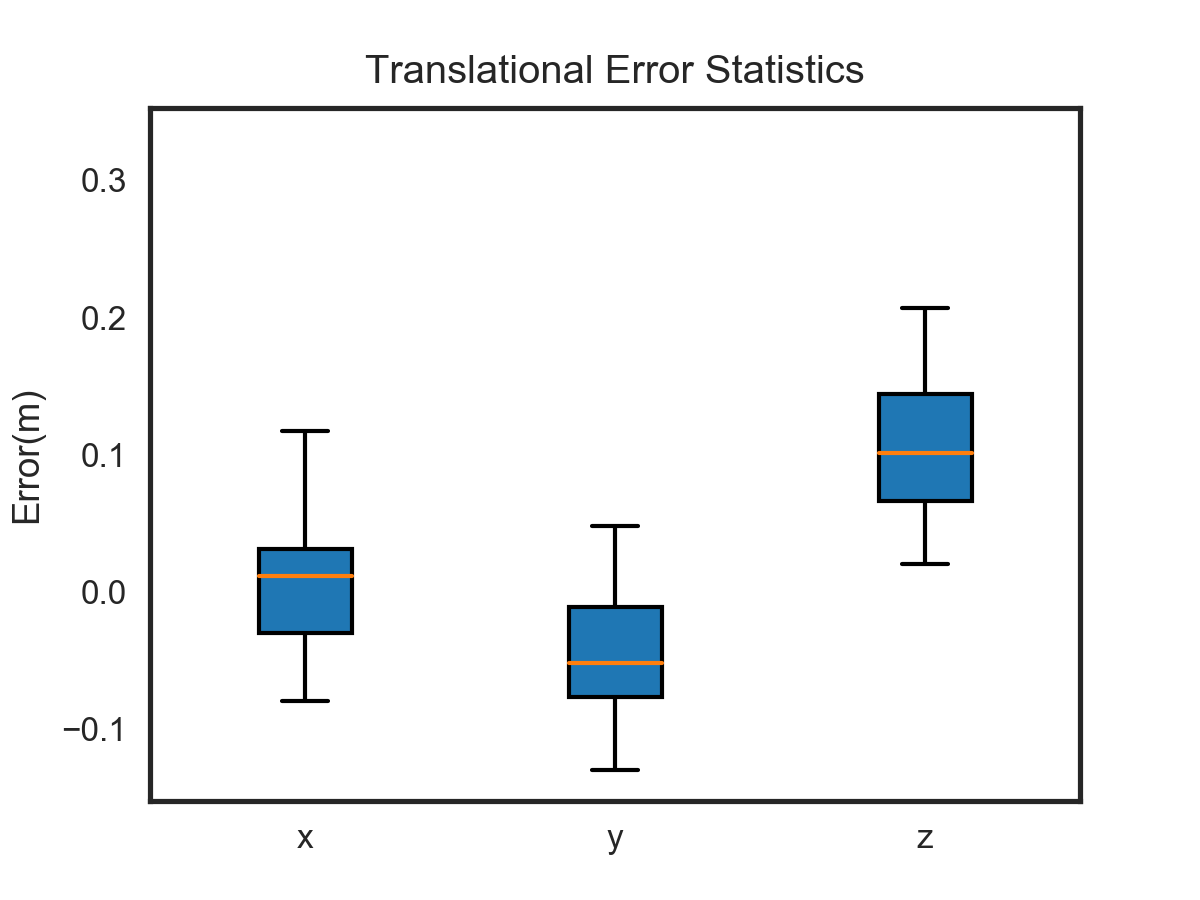 Translational Error Statistics
0.3
0.2
0.1
0.0
−0.1
Error(m)
x
y
z